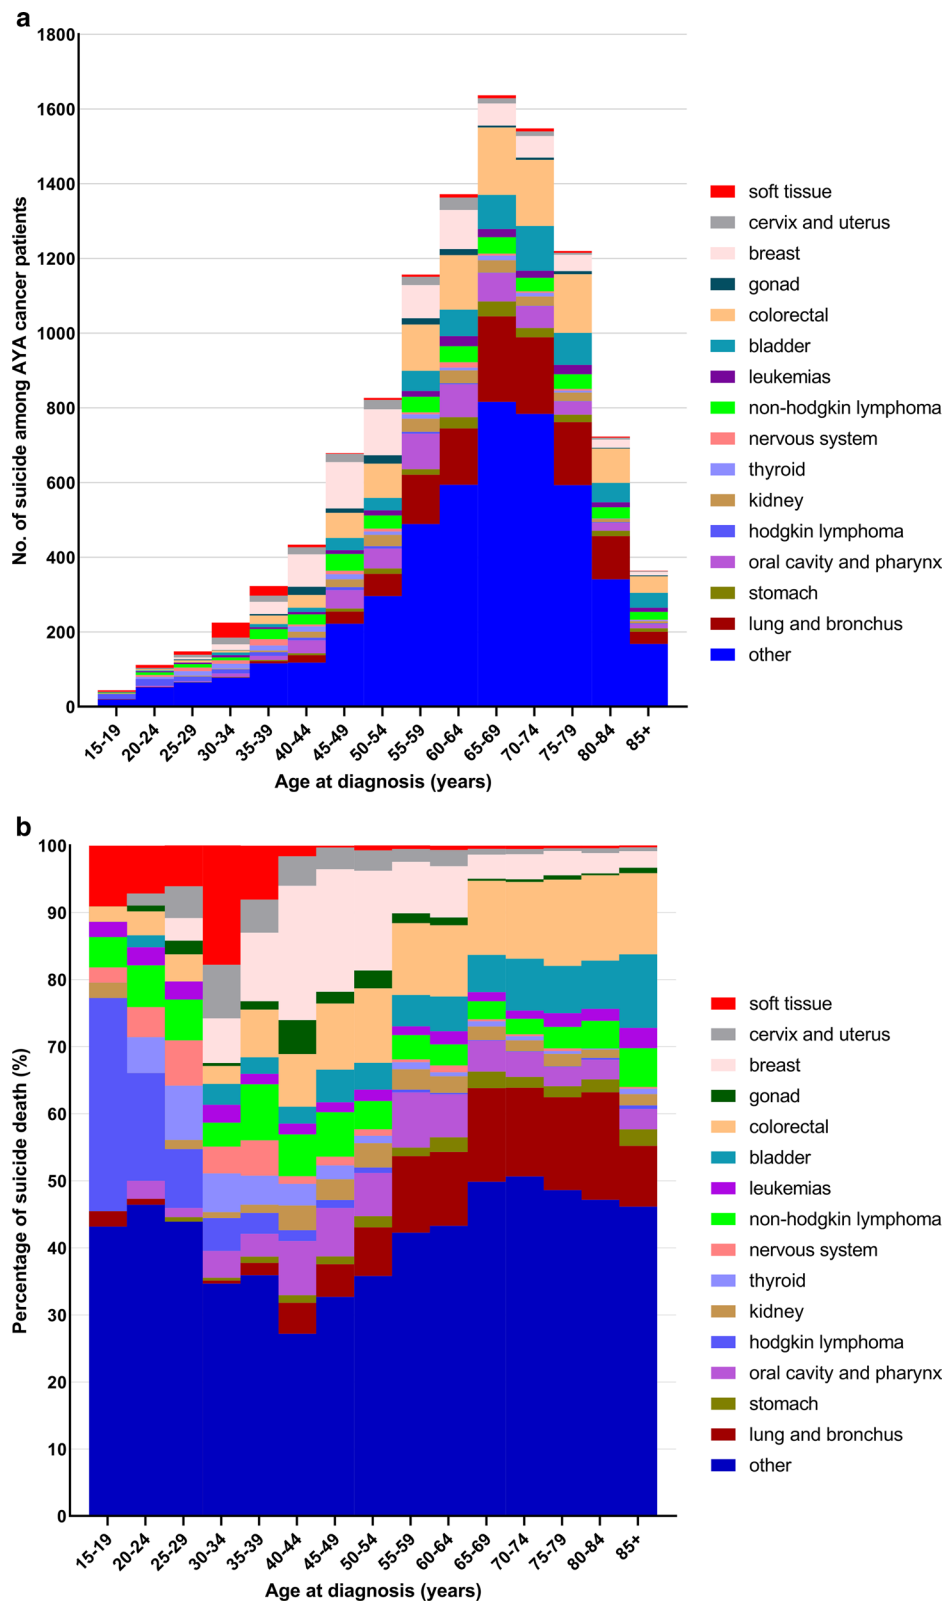 a
No. of suicide among AYA cancer patients
1800
1600
1400
1200
1000
800
600
400
200
0
15-19
20-24
25-29
30-34
35-39
40-44
45-49
50-54
55-59
60-64
65-69
70-74
75-79
80-84
85+
Age at diagnosis (years)
soft tissue
cervix and uterus
breast
gonad
colorectal
bladder
leukemias
non-hodgkin lymphoma
nervous system
thyroid
kidney
hodgkin lymphoma
oral cavity and pharynx
stomach
lung and bronchus
other
b
Percentage of suicide death (%)
100
90
80
70
60
50
40
30
20
10
0
15-19
20-24
25-29
30-34
35-39
40-44
45-49
50-54
55-59
60-64
65-69
70-74
75-79
80-84
85+
Age at diagnosis (years)
soft tissue
cervix and uterus
breast
gonad
colorectal
bladder
leukemias
non-hodgkin lymphoma
nervous system
thyroid
kidney
hodgkin lymphoma
oral cavity and pharynx
stomach
lung and bronchus
other